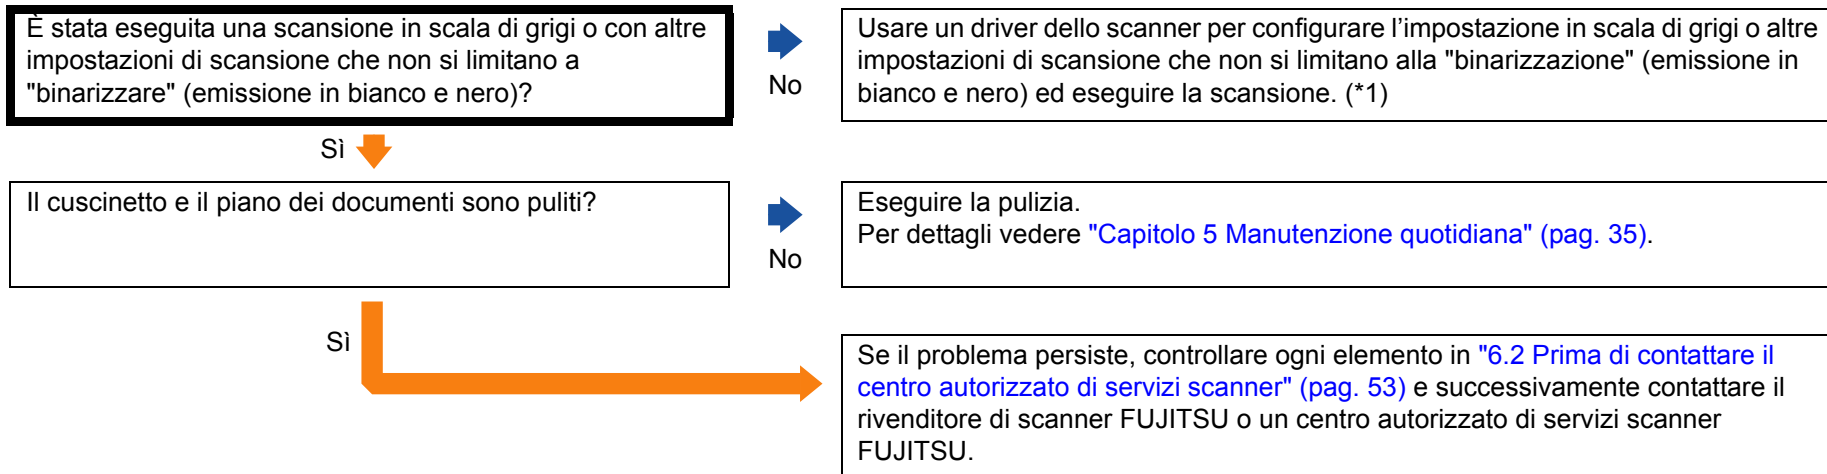 È stata eseguita una scansione in scala di grigi o con altre
impostazioni di scansione che non si limitano a
"binarizzare" (emissione in bianco e nero)?
No
Usare un driver dello scanner per configurare l’impostazione in scala di grigi o altre
impostazioni di scansione che non si limitano alla "binarizzazione" (emissione in
bianco e nero) ed eseguire la scansione. (*1)
Sì
Il cuscinetto e il piano dei documenti sono puliti?
No
Eseguire la pulizia.
Per dettagli vedere "Capitolo 5 Manutenzione quotidiana" (pag. 35).
Sì
Se il problema persiste, controllare ogni elemento in "6.2 Prima di contattare il
centro autorizzato di servizi scanner" (pag. 53) e successivamente contattare il
rivenditore di scanner FUJITSU o un centro autorizzato di servizi scanner
FUJITSU.